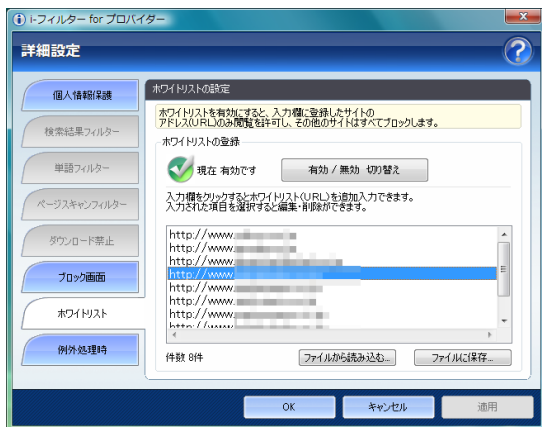 i-フィルター for プロバイダー
詳細設定
個人情報保護
検索結果フィルター
単語フィルター
ページスキャンフィルター
ダウンロード禁止
ブロック画面
ホワイトリスト
例外処理時
ホワイトリストの設定
ホワイトリストを有効にすると、入力欄に登録したサイトの
アドレス(URL)のみ閲覧を許可し、その他のサイトはすべてブロックします。
ホワイトリストの登録
現在 有効です
有効 / 無効 切り替え
入力欄をクリックするとホワイトリスト(URL)を追加入力できます。
入力された項目を選択すると編集・削除ができます。
http://www.
http://www.
http://www.
http://www.
http://www.
http://www.
http://www.
http://www.
件数 8件
ファイルから読み込む...
ファイルに保存...
OK
キャンセル
適用